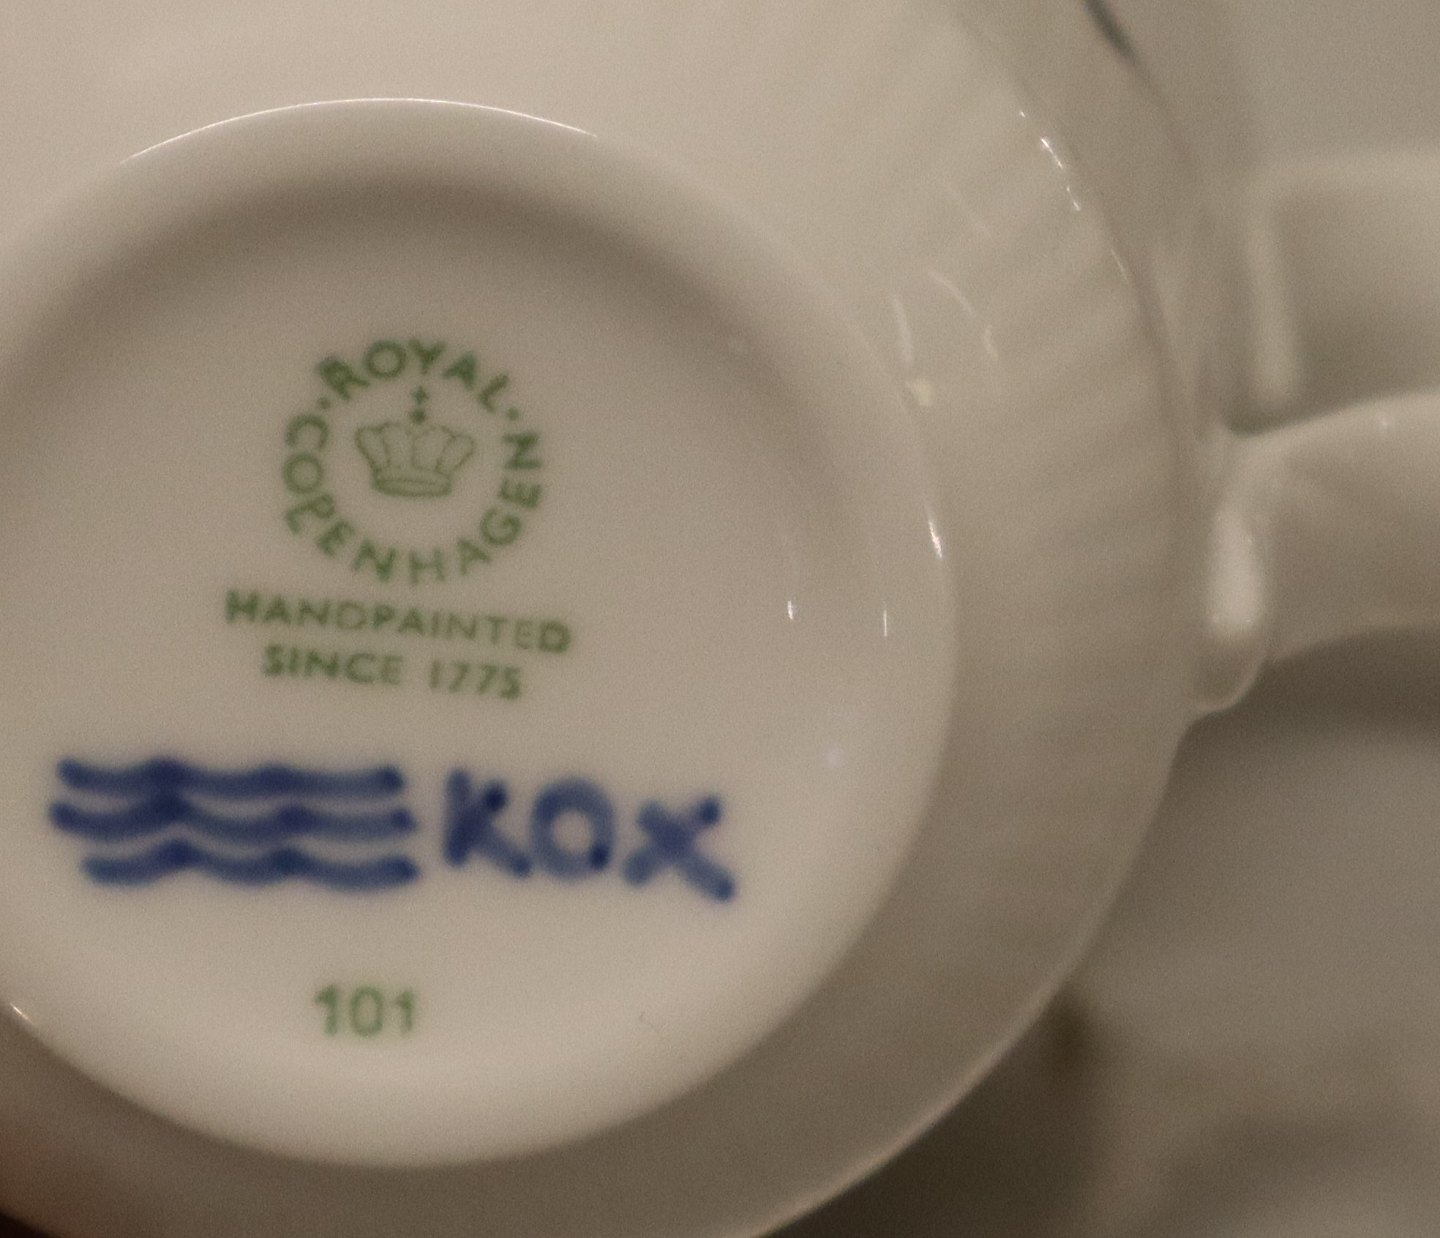 ROYAL
COPENHAGEN
HANDPAINTED
SINCE 1775
KOX
101